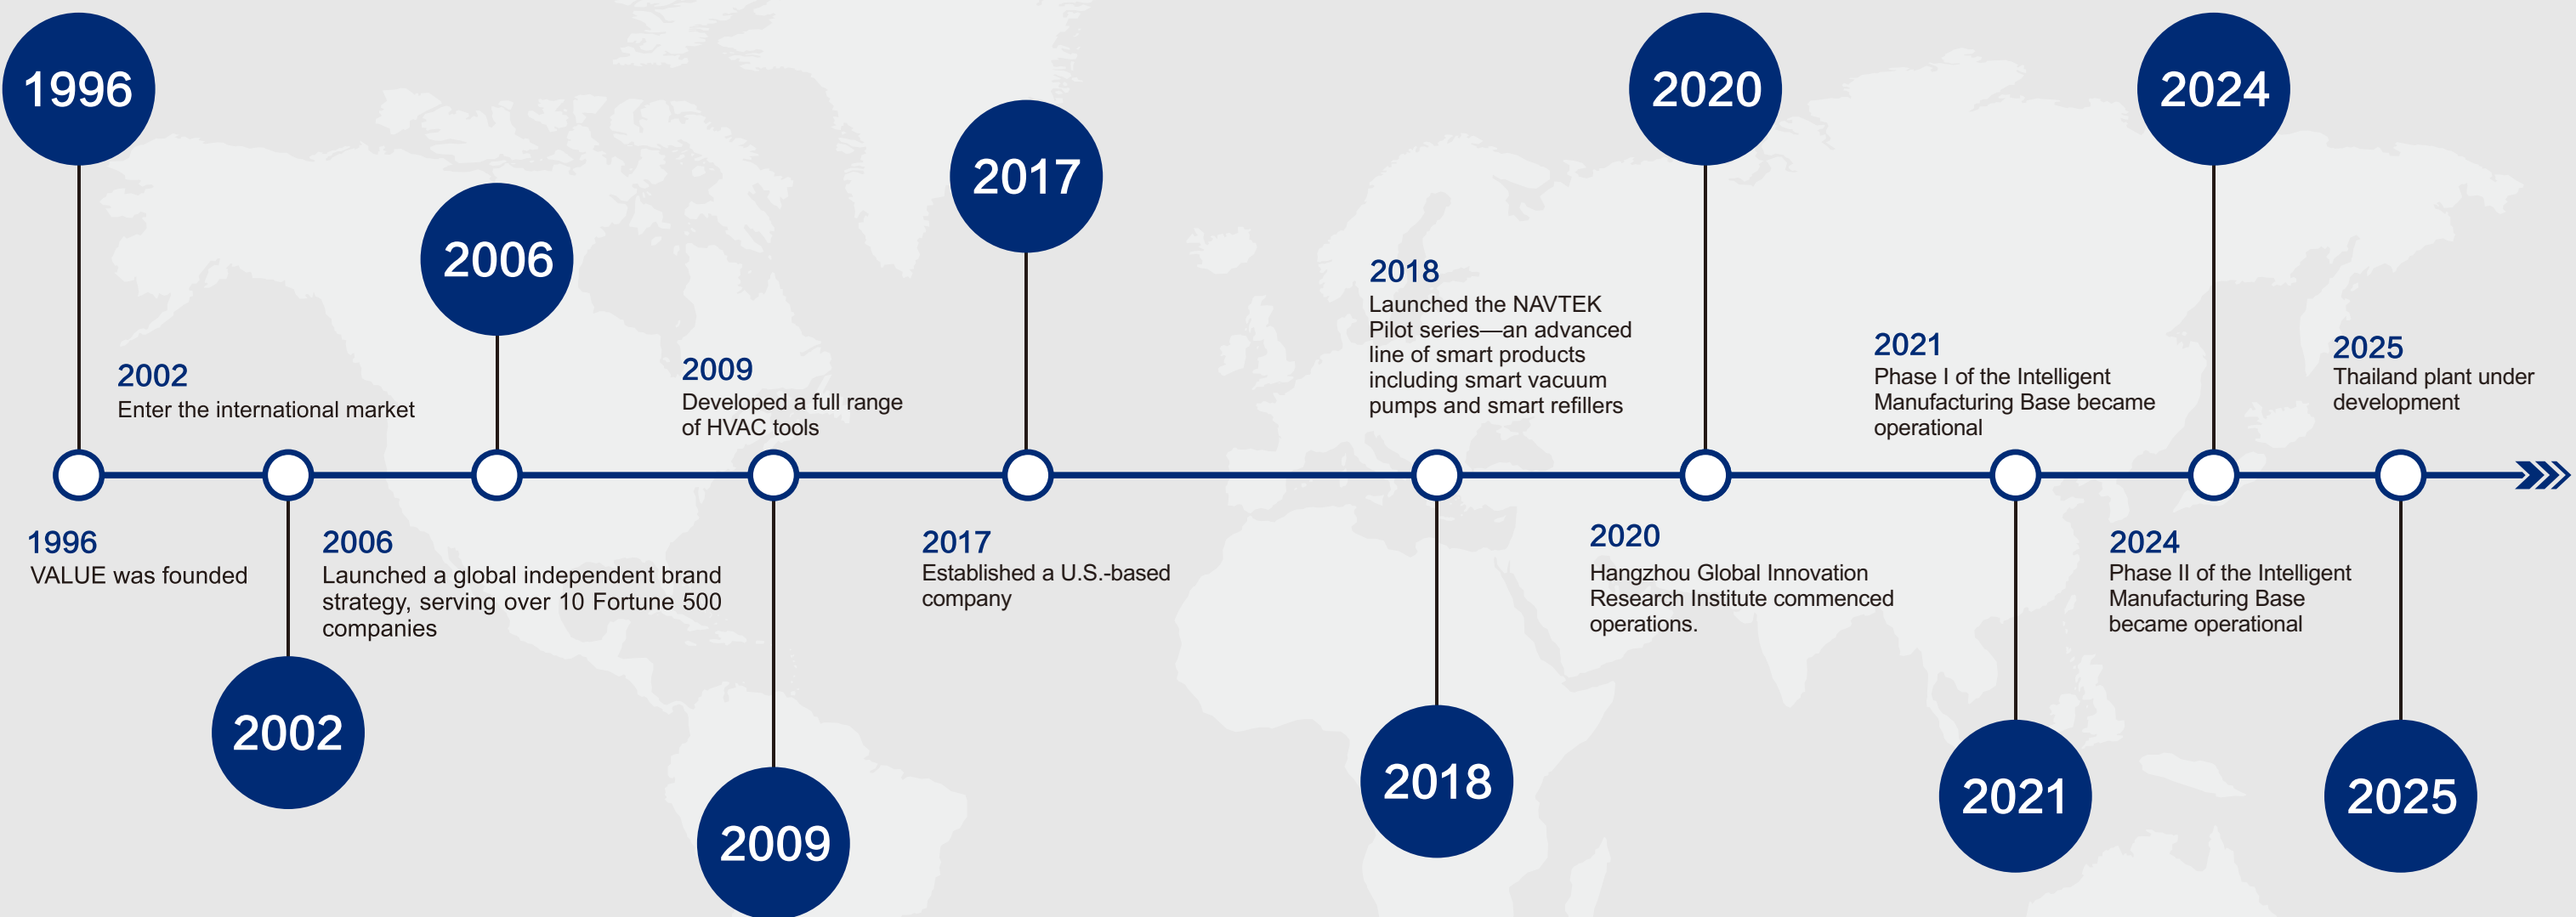 1996
2020
2024
2017
2006
2018
Launched the NAVTEK
Pilot series—an advanced
line of smart products
including smart vacuum
pumps and smart refillers
2002
Enter the international market
2009
Developed a full range
of HVAC tools
2021
Phase I of the Intelligent
Manufacturing Base became
operational
2025
Thailand plant under
development
1996
VALUE was founded
2006
Launched a global independent brand
strategy, serving over 10 Fortune 500
companies
2017
Established a U.S.-based
company
2020
Hangzhou Global Innovation
Research Institute commenced
operations.
2024
Phase II of the Intelligent
Manufacturing Base
became operational
2002
2009
2018
2021
2025